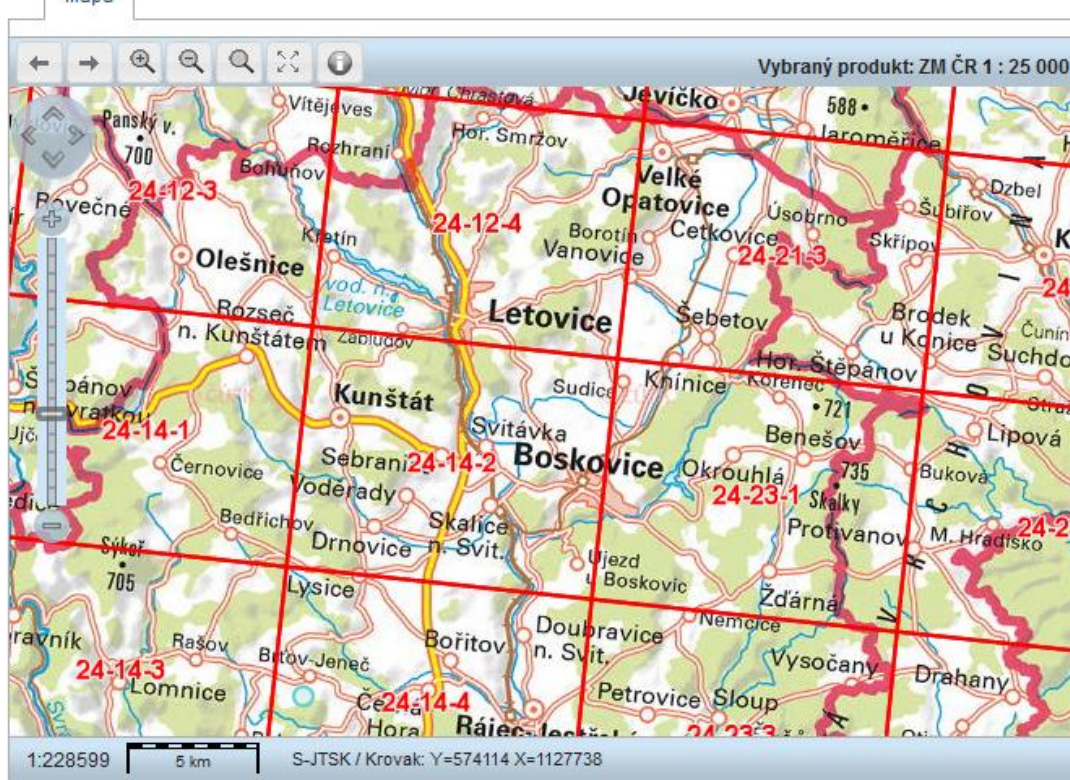 Mapa
Vybraný produkt: ZM ČR 1 : 25 000
Jevíčko
588
Vítějeves
Panský v.
700
Hor. Smržov
Jaroměřice
Rozhraní
Bohuňov
Velké
Opatovice
Dzbel
24-12-3
Rovečné
24-12-4
Úsobrno
Šubířov
Borotín
Cetkovice
Skřípov
Křetín
Vanovice
24-21-3
Olešnice
vod. n.
Letovice
Rozseč
n. Kunštátem
Letovice
Šebetov
Brodek
u Konice
Zábludov
Hor. Štěpánov
Sudice
Knínice
Kořenec
Kunštát
721
24-14-1
Svitávka
Benešov
Lipová
Černovice
Sebrani
24-14-2
Boskovice
Okrouhlá
735
Buková
Voděrady
24-23-1
Skalky
Bedřichov
Skalice
n. Svit.
Protivanov
M. Hradisko
Sýkoř
705
Drnovice
Újezd
u Boskovic
Lysice
Žďárná
Němčice
Rašov
Bořitov
Doubravice
n. Svit.
Vysočany
Brťov-Jeneč
24-14-3
Lomnice
Drahany
24-14-4
Hora
Petrovice
Sloup
24-23-3
1:228599
5 km
S-JTSK / Krovak: Y=574114 X=1127738